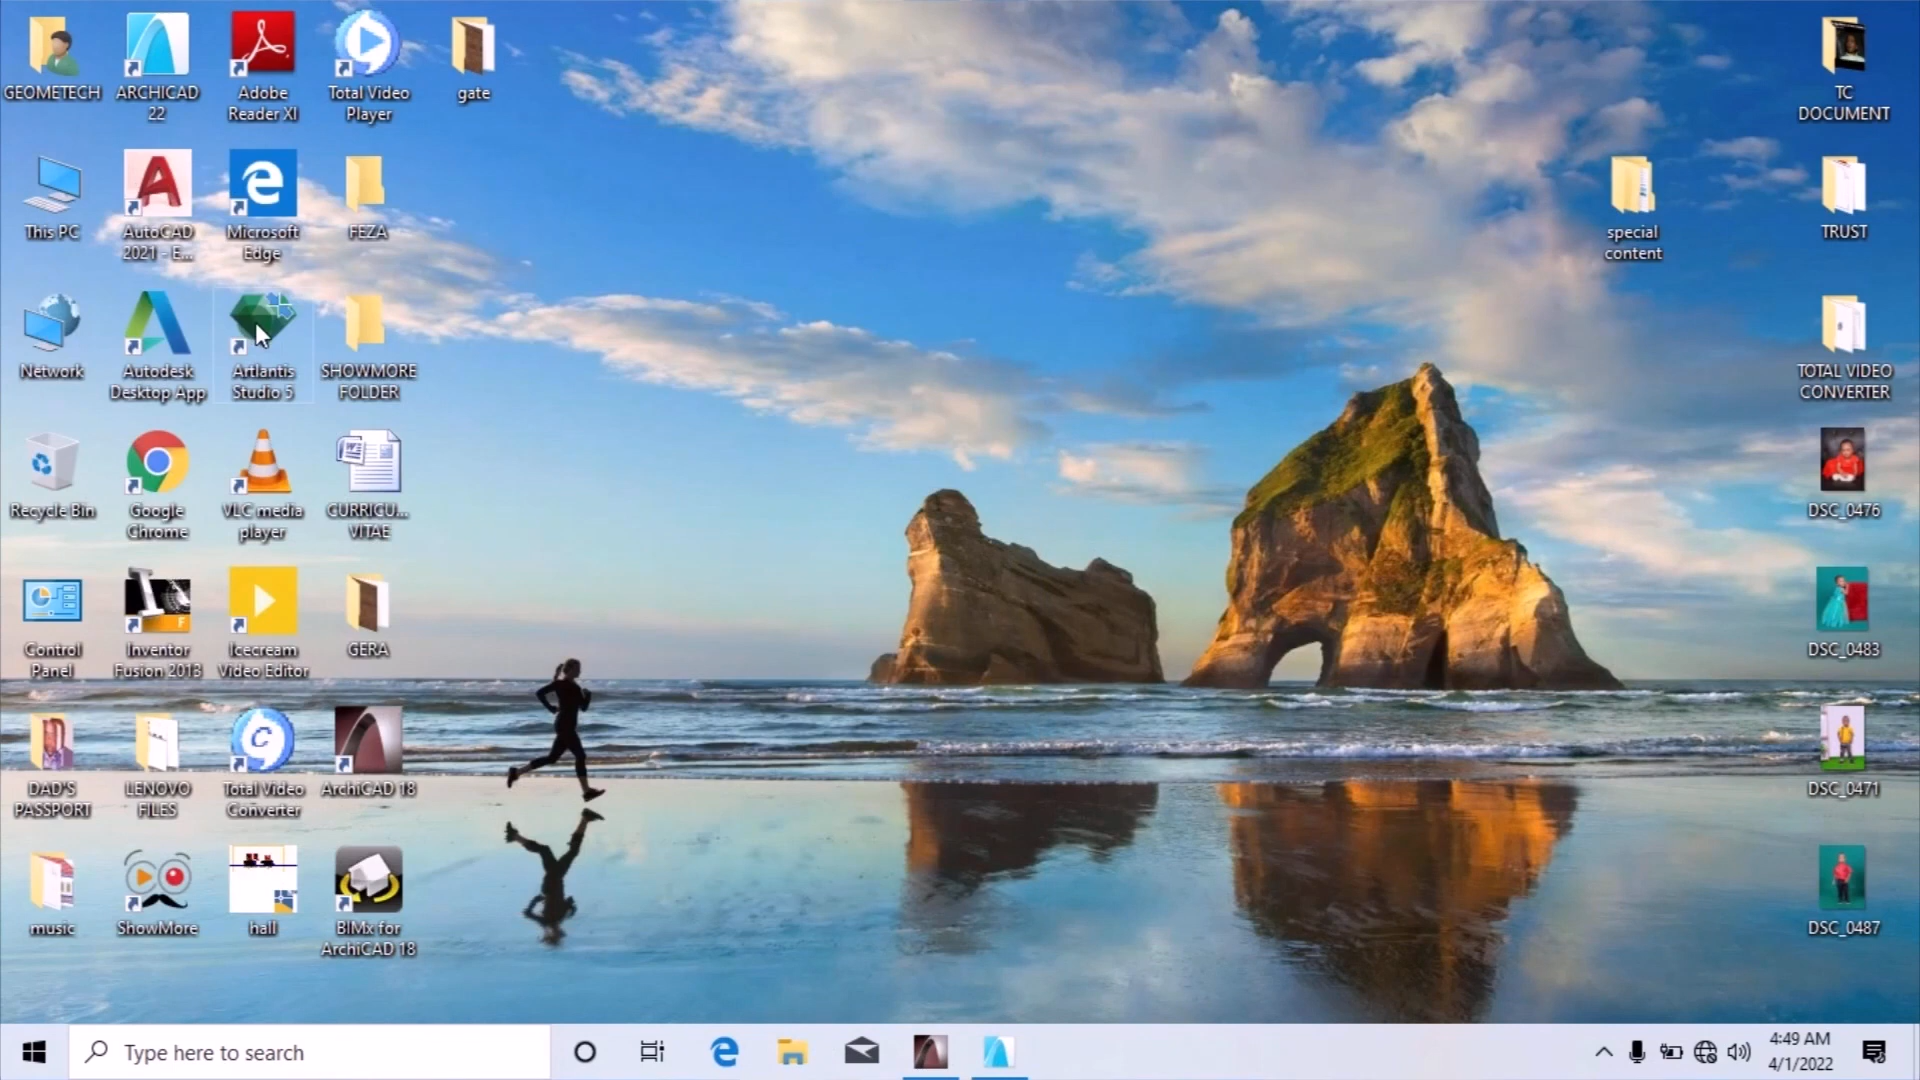 GEOMETECH
ARCHICAD
22
Adobe
Reader XI
Total Video
Player
gate
TC
DOCUMENT
This PC
AutoCAD
2021 - E...
Microsoft
Edge
FEZA
special
content
TRUST
Network
Autodesk
Desktop App
Artlantis
Studio 5
SHOWMORE
FOLDER
TOTAL VIDEO
CONVERTER
Recycle Bin
Google
Chrome
VLC media
player
CURRICU...
VITAE
DSC_0476
Control
Panel
Inventor
Fusion 2013
Icecream
Video Editor
GERA
DSC_0483
DAD'S
PASSPORT
LENOVO
FILES
Total Video
Converter
ArchiCAD 18
DSC_0471
music
ShowMore
hall
BIMx for
ArchiCAD 18
DSC_0487
Type here to search
4:49 AM
4/1/2022